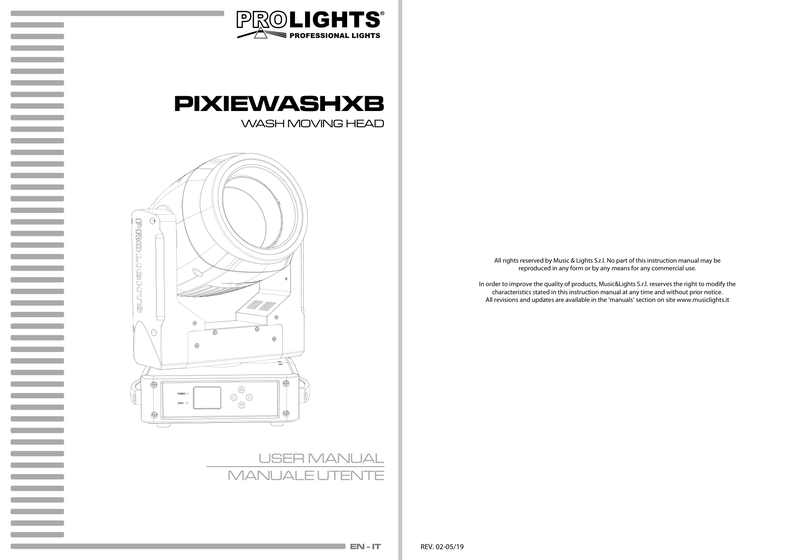 PROLIGHTS®
PROFESSIONAL LIGHTS
PIXIEWASHXB
WASH MOVING HEAD
PROLIGHTS
POWER
USER MANUAL
MANUALE UTENTE
EN - IT
All rights reserved by Music & Lights S.r.l. No part of this instruction manual may be
reproduced in any form or by any means for any commercial use.
In order to improve the quality of products, Music&Lights S.r.l. reserves the right to modify the
characteristics stated in this instruction manual at any time and without prior notice.
All revisions and updates are available in the 'manuals' section on site www.musiclights.it
REV. 02-05/19